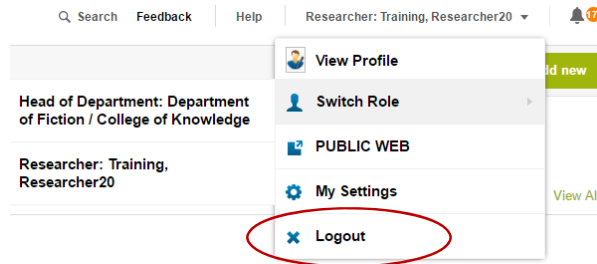 Search Feedback Help Researcher: Training, Researcher20
17
View Profile
dd new
Head of Department: Department
of Fiction / College of Knowledge
Switch Role
PUBLIC WEB
Researcher: Training,
Researcher20
My Settings
View Al
Logout